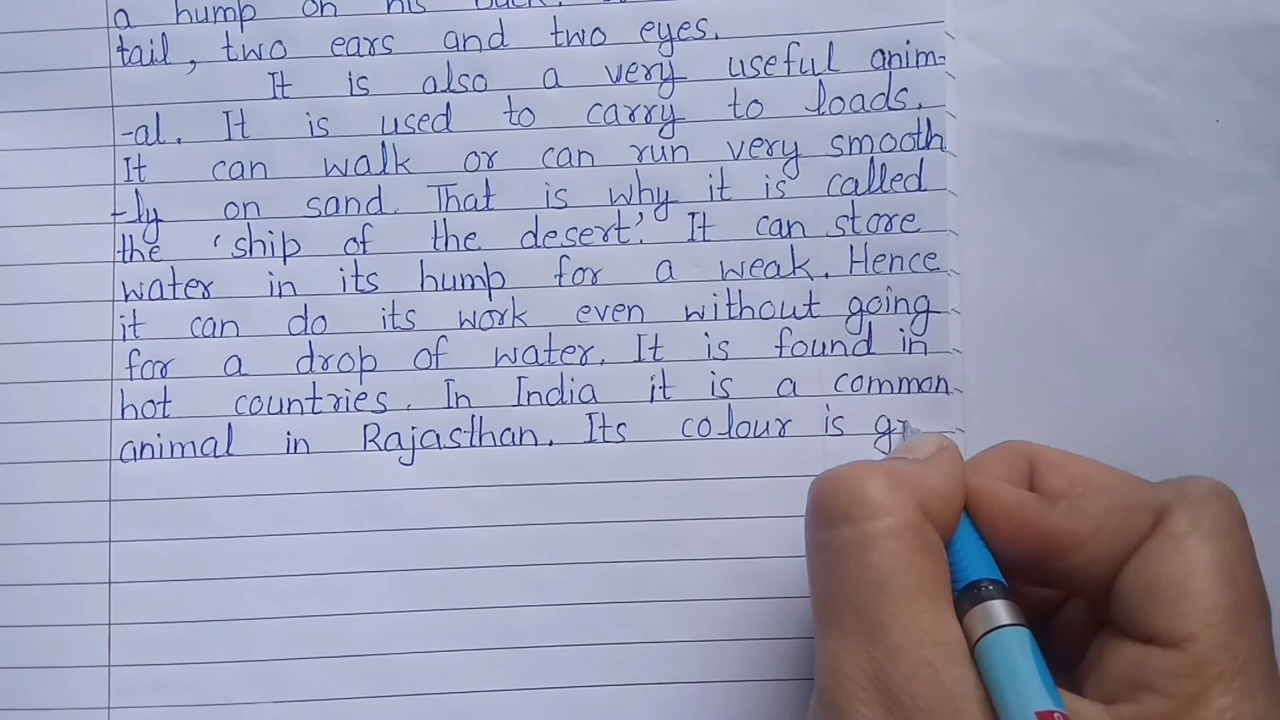 a hump on his back.
tail, two ears and two eyes.
It is also a very useful anim-
-al. It is used to carry to loads.
It can walk or can run very smooth
-ly on sand. That is why it is called
the 'ship of the desert'. It can store
water in its hump for a weak. Hence
it can do its work even without going
for a drop of water. It is found in
hot countries. In India it is a common
animal in Rajasthan. Its colour is